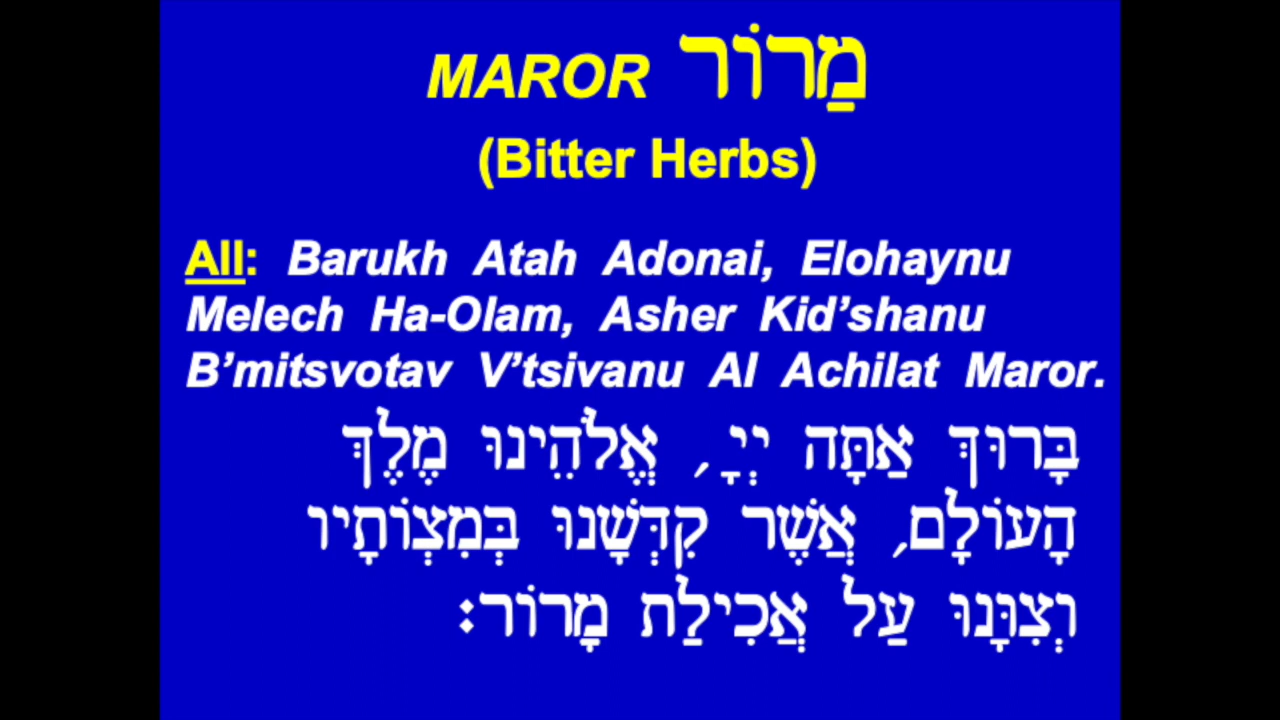 MAROR מַרוֹר
(Bitter Herbs)
All: Barukh Atah Adonai, Elohaynu
Melech Ha-Olam, Asher Kid’shanu
B’mitsvotav V’tsivanu Al Achilat Maror.
בָּרוּךְ אַתָּה יְיָ, אֱלֹהֵינוּ מֶלֶךְ
הָעוֹלָם, אֲשֶׁר קִדְּשָׁנוּ בְּמִצְוֹתָיו
וְצִוָּנוּ עַל אֲכִילַת מָרוֹר: